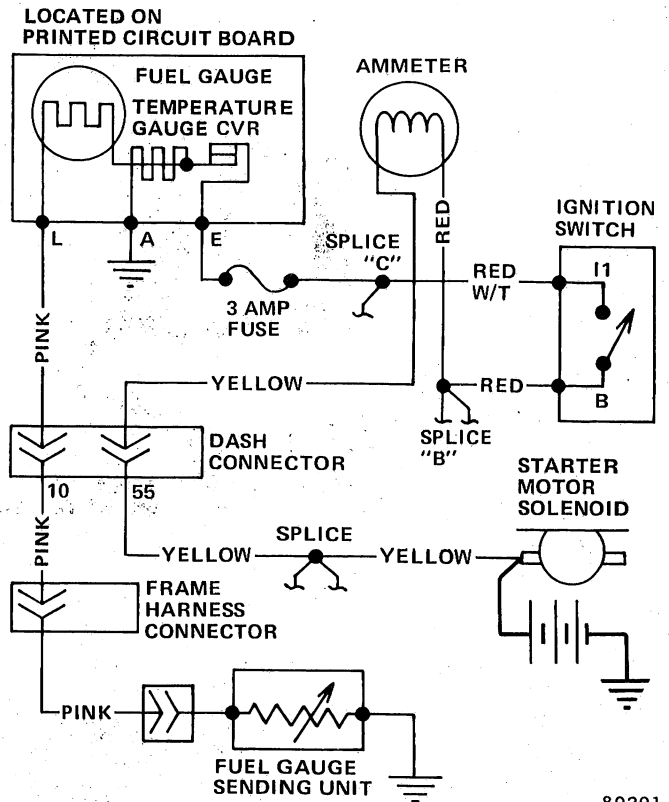 LOCATED ON
PRINTED CIRCUIT BOARD
FUEL GAUGE
TEMPERATURE
GAUGE CVR
AMMETER
L
A
E
RED
IGNITION
SWITCH
SPLICE
"C"
RED
W/T
I1
3 AMP
FUSE
PINK
YELLOW
RED
B
SPLICE
"B"
DASH
CONNECTOR
10
55
STARTER
MOTOR
SOLENOID
PINK
SPLICE
YELLOW
YELLOW
FRAME
HARNESS
CONNECTOR
PINK
FUEL GAUGE
SENDING UNIT